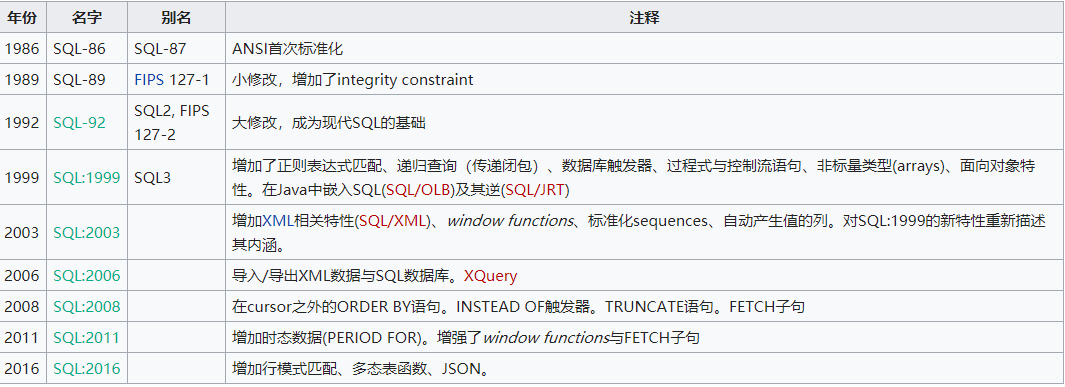 年份 名字 别名 注释
1986 SQL-86 SQL-87 ANSI首次标准化
1989 SQL-89 FIPS 127-1 小修改，增加了integrity constraint
1992 SQL-92 SQL2, FIPS 127-2 大修改，成为现代SQL的基础
1999 SQL:1999 SQL3 增加了正则表达式匹配、递归查询（传递闭包）、数据库触发器、过程式与控制流语句、非标量类型(arrays)、面向对象特
性。在Java中嵌入SQL(SQL/OLB)及其逆(SQL/JRT)
2003 SQL:2003 增加XML相关特性(SQL/XML)、window functions、标准化sequences、自动产生值的列。对SQL:1999的新特性重新描述
其内涵。
2006 SQL:2006 导入/导出XML数据与SQL数据库。XQuery
2008 SQL:2008 在cursor之外的ORDER BY语句。INSTEAD OF触发器。TRUNCATE语句。FETCH子句
2011 SQL:2011 增加时态数据(PERIOD FOR)。增强了window functions与FETCH子句
2016 SQL:2016 增加行模式匹配、多态表函数、JSON。